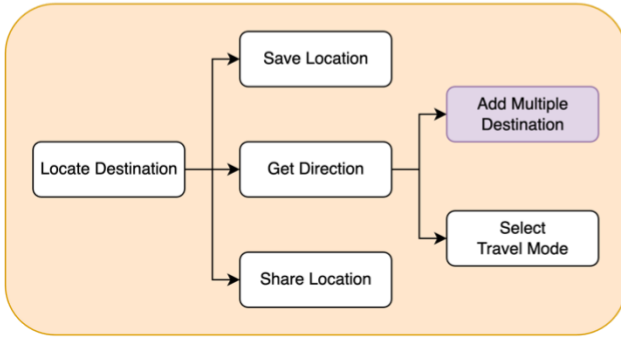 Save Location
Add Multiple
Destination
Locate Destination
Get Direction
Select
Travel Mode
Share Location